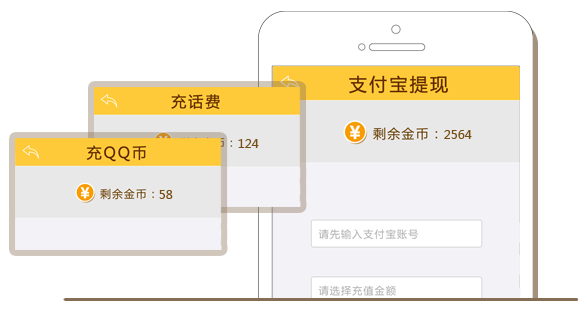 充话费
支付宝提现
：124
剩余金币：2564
充QQ币
剩余金币：58
请先输入支付宝账号
请选择充值金额